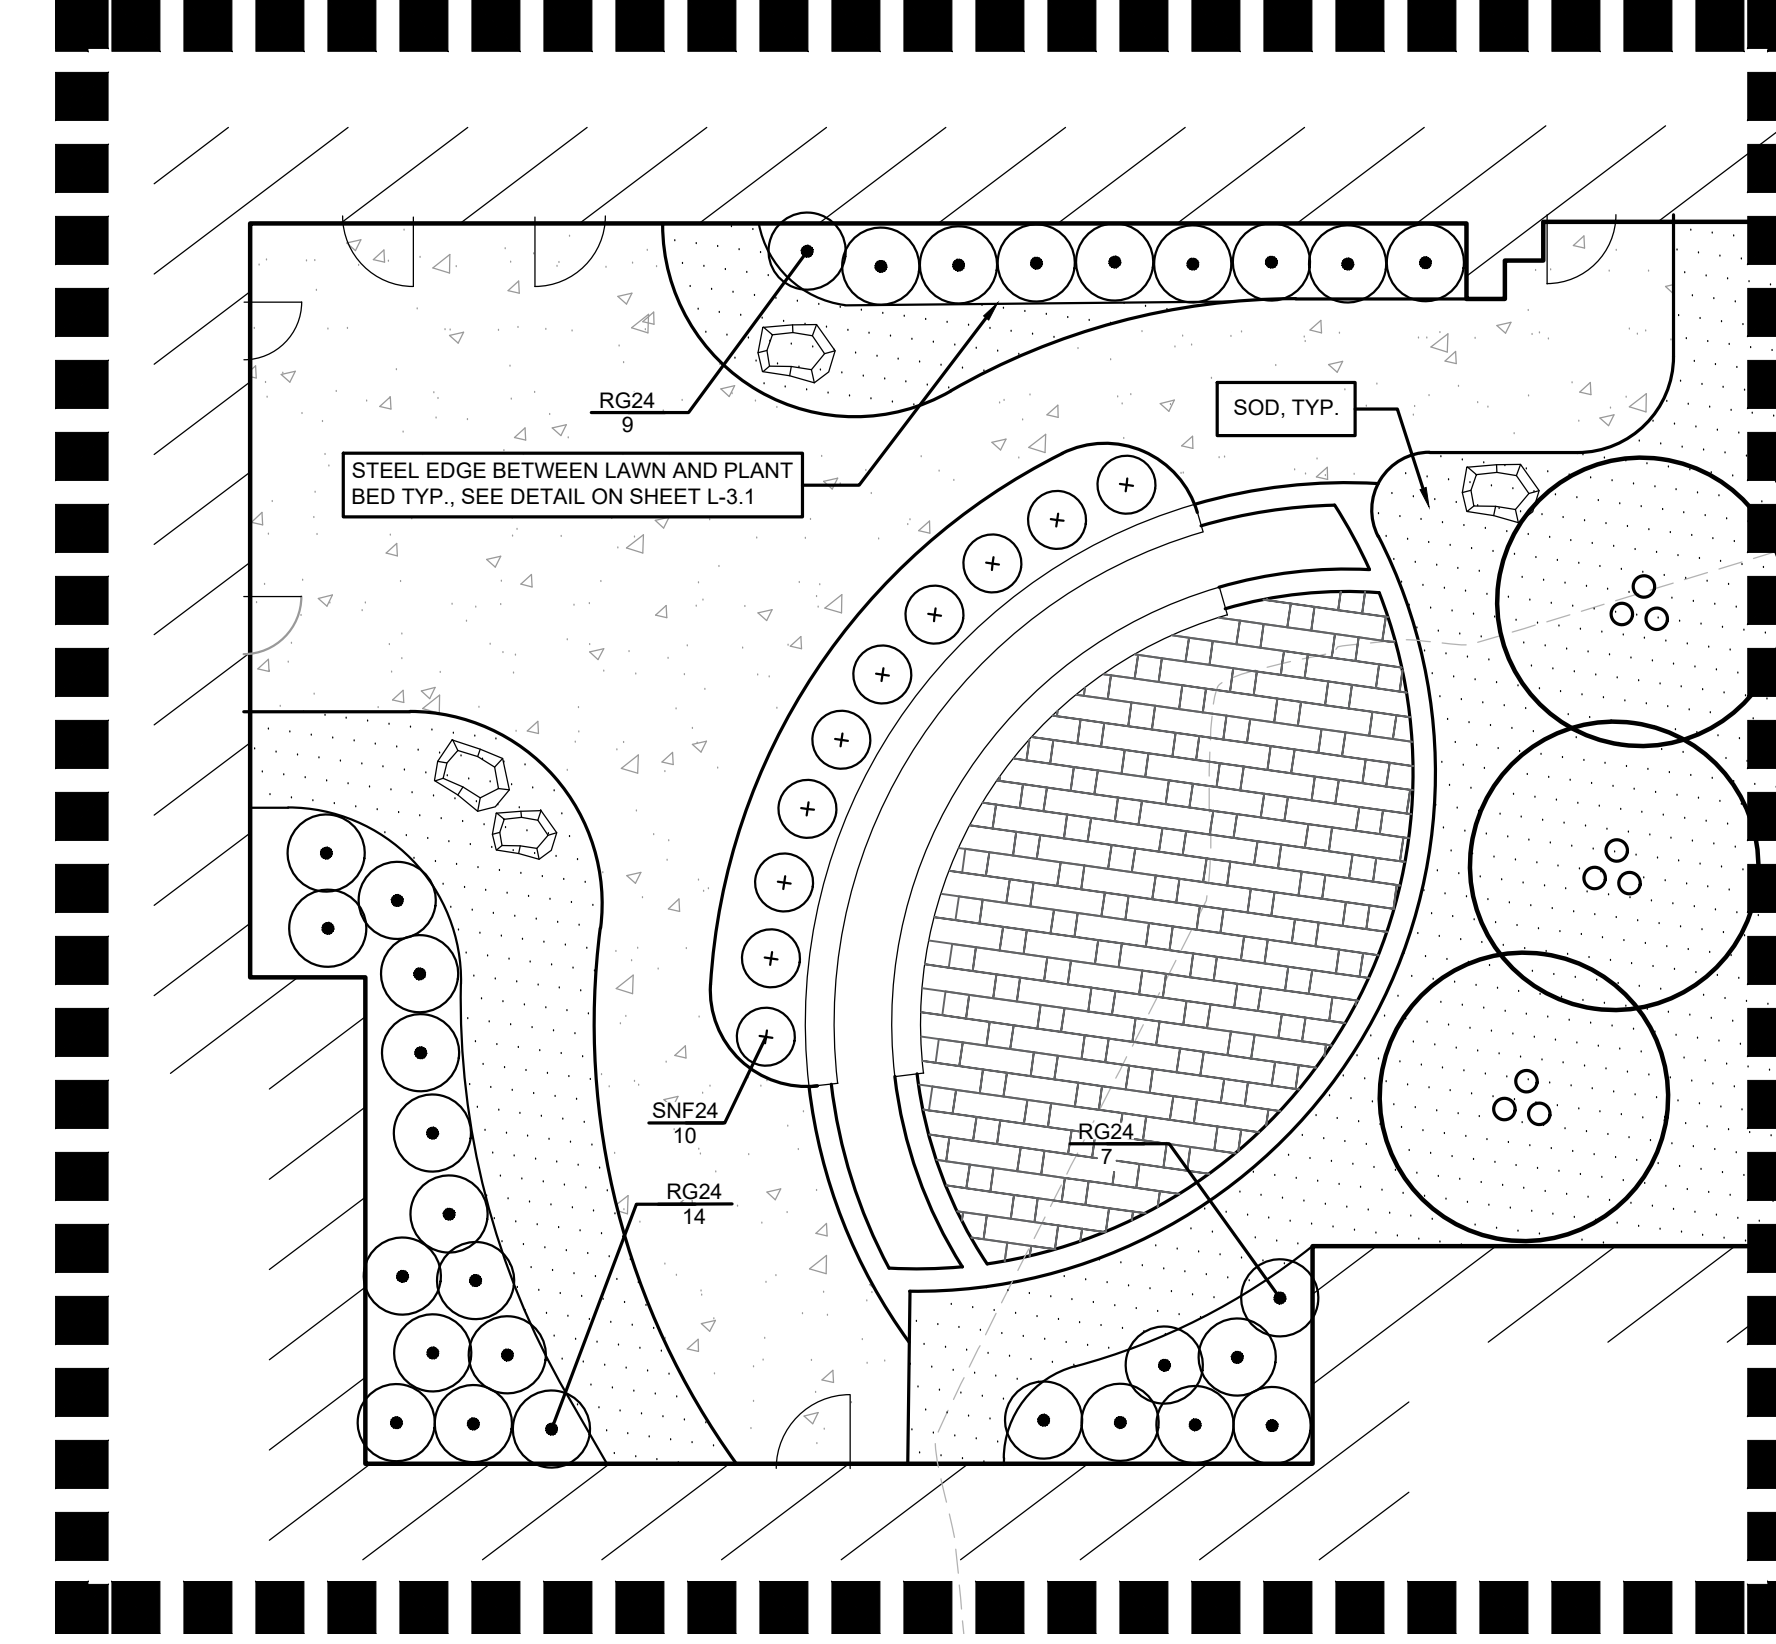 RG24
9
STEEL EDGE BETWEEN LAWN AND PLANT
BED TYP., SEE DETAIL ON SHEET L-3.1
SOD, TYP.
SNF24
10
RG24
7
RG24
14